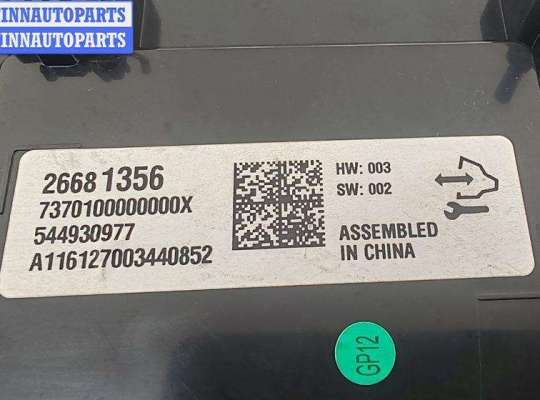 INNAUTOPARTS
INNAUTOPARTS
26681356
7370100000000X
544930977
A116127003440852
HW: 003
SW: 002
ASSEMBLED
IN CHINA
GP12